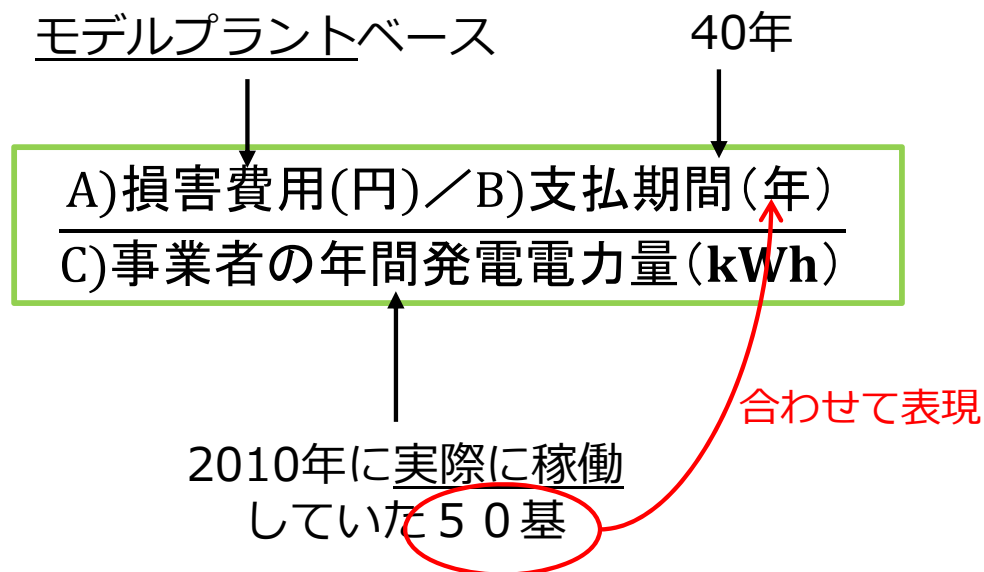 モデルプラントベース
40年
A)損害費用(円)／B)支払期間(年)
C)事業者の年間発電電力量(kWh)
合わせて表現
2010年に実際に稼働
していた５０基